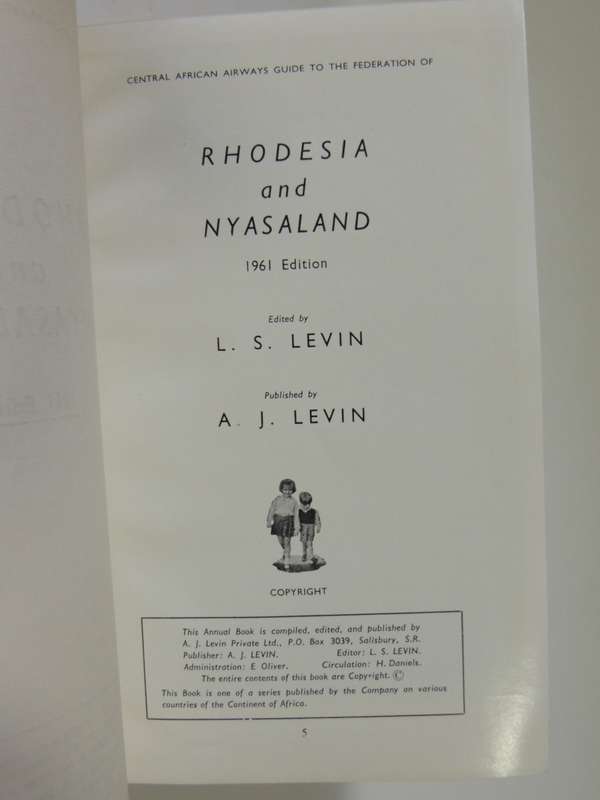 CENTRAL AFRICAN AIRWAYS GUIDE TO THE FEDERATION OF
RHODESIA
and
NYASALAND
1961 Edition
Edited by
L. S. LEVIN
Published by
A. J. LEVIN
COPYRIGHT
This Annual Book is compiled, edited, and published by
A. J. Levin Private Ltd., P.O. Box 3039, Salisbury, S.R.
Publisher: A. J. LEVIN. Editor: L. S. LEVIN.
Administration: E Oliver. Circulation: H. Daniels.
The entire contents of this book are Copyright. ©
This Book is one of a series published by the Company an various
countries of the Continent of Africa.
5